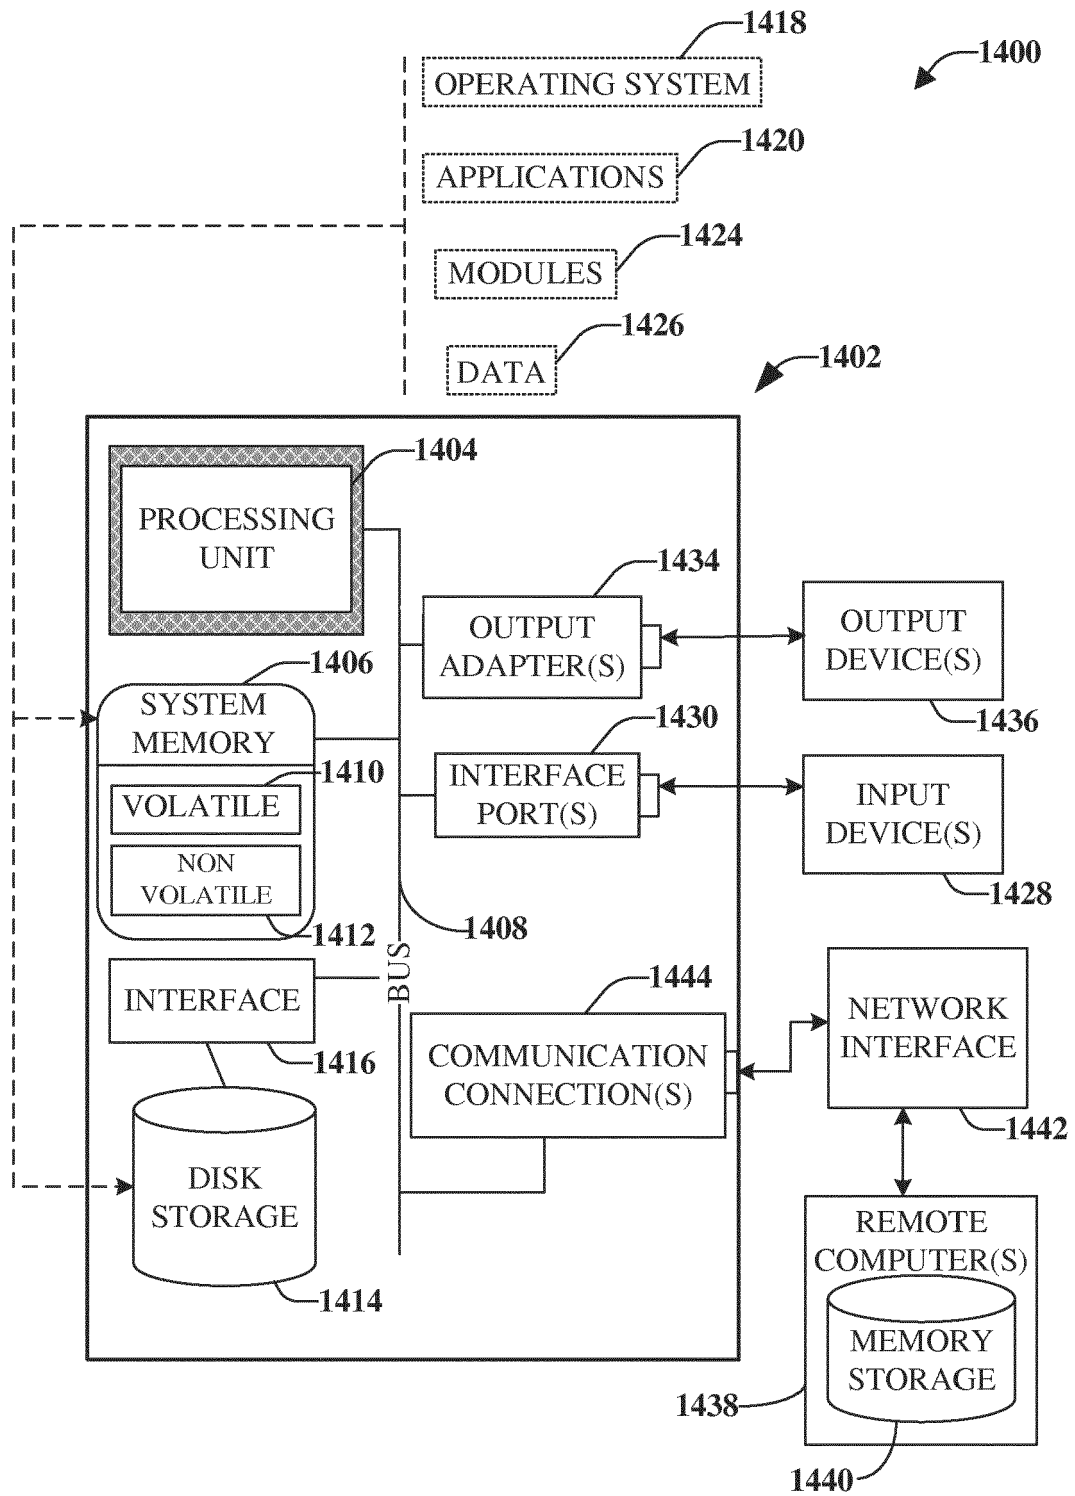 1418
1400
OPERATING SYSTEM
1420
APPLICATIONS
1424
MODULES
1426
DATA
1402
1404
PROCESSING
UNIT
1434
OUTPUT
ADAPTER(S)
OUTPUT
DEVICE(S)
1436
1406
SYSTEM
MEMORY
1430
INTERFACE
PORT(S)
INPUT
DEVICE(S)
1428
1410
VOLATILE
NON
VOLATILE
1412
1408
BUS
INTERFACE
1416
1444
COMMUNICATION
CONNECTION(S)
NETWORK
INTERFACE
1442
DISK
STORAGE
1414
REMOTE
COMPUTER(S)
MEMORY
STORAGE
1438
1440